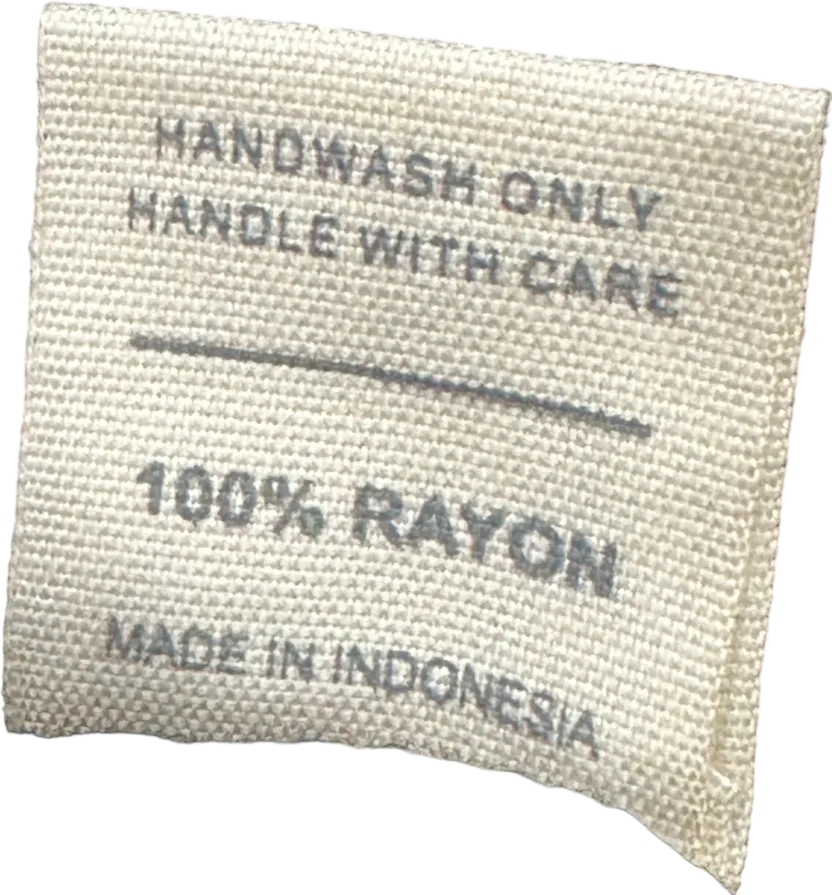 HANDWASH ONLY
HANDLE WITH CARE
100% RAYON
MADE IN INDONESIA